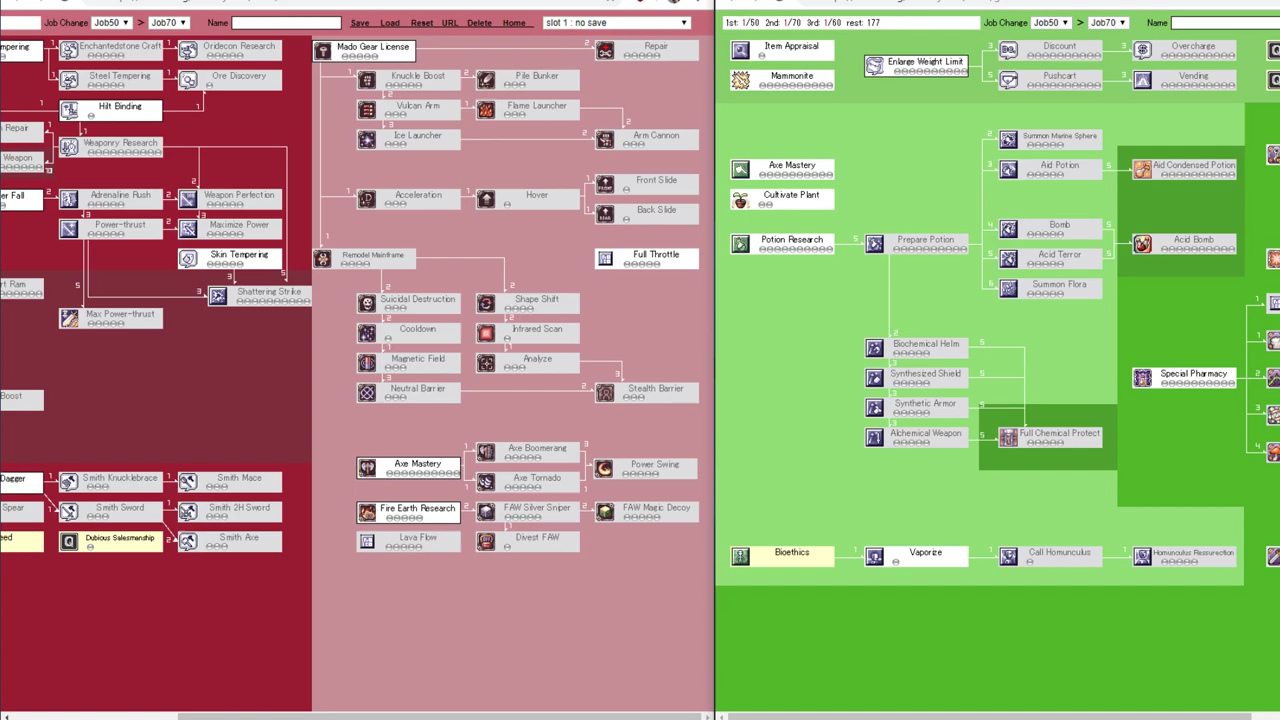 Job Change Job50 > Job70 Name Save Load Reset URL Delete Home slot 1 : no save
1st: 1/50 2nd: 1/70 3rd: 1/60 rest: 177 Job Change Job50 > Job70 Name
mpering
Enchantedstone Craft
Oridecon Research
Mado Gear License
Repair
Steel Tempering
Ore Discovery
Knuckle Boost
Pile Bunker
Hilt Binding
Vulcan Arm
Flame Launcher
Repair
Weaponry Research
Ice Launcher
Arm Cannon
Weapon
er Fall
Adrenaline Rush
Weapon Perfection
Acceleration
Hover
Front Slide
Back Slide
Power-thrust
Maximize Power
Skin Tempering
Remodel Mainframe
Full Throttle
rt Ram
Shattering Strike
Suicidal Destruction
Shape Shift
Max Power-thrust
Cooldown
Infrared Scan
Magnetic Field
Analyze
Boost
Neutral Barrier
Stealth Barrier
Axe Mastery
Axe Boomerang
Power Swing
Axe Tornado
Dagger
Smith Knucklebrace
Smith Mace
Spear
Smith Sword
Smith 2H Sword
Fire Earth Research
FAW Silver Sniper
FAW Magic Decoy
eed
Dubious Salesmanship
Smith Axe
Lava Flow
Divest FAW
Item Appraisal
Enlarge Weight Limit
Discount
Overcharge
Mammonite
Pushcart
Vending
Summon Marine Sphere
Axe Mastery
Aid Potion
Aid Condensed Potion
Cultivate Plant
Potion Research
Prepare Potion
Bomb
Acid Bomb
Acid Terror
Summon Flora
Biochemical Helm
Synthesized Shield
Special Pharmacy
Synthetic Armor
Alchemical Weapon
Full Chemical Protect
Bioethics
Vaporize
Call Homunculus
Homunculus Ressurection